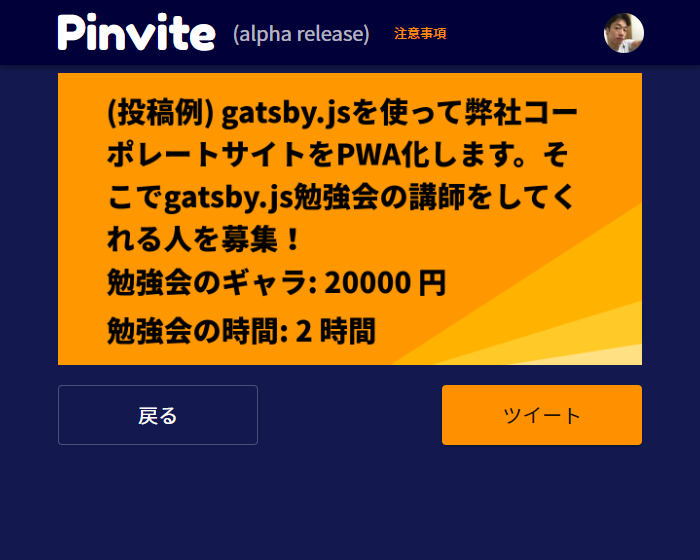 Pinvite (alpha release) 注意事項
(投稿例) gatsby.jsを使って弊社コー
ポレートサイトをPWA化します。そ
こでgatsby.js勉強会の講師をしてく
れる人を募集！
勉強会のギャラ: 20000 円
勉強会の時間: 2 時間
戻る ツイート